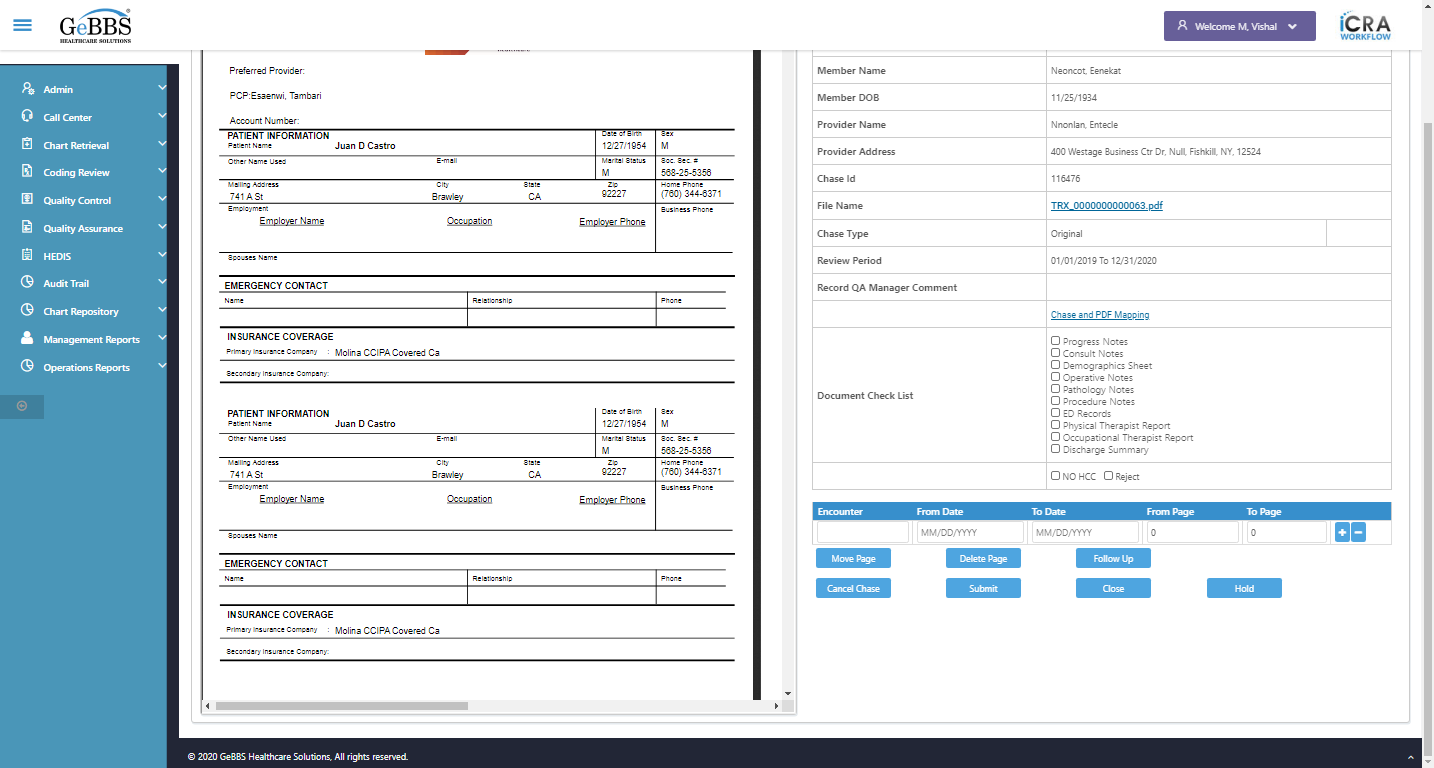 GeBBS
HEALTHCARE SOLUTIONS
Welcome M, Vishal
iCRA
WORKFLOW
Admin
Call Center
Chart Retrieval
Coding Review
Quality Control
Quality Assurance
HEDIS
Audit Trail
Chart Repository
Management Reports
Operations Reports
Preferred Provider:
PCP:Esaenwi, Tambari
Account Number:
PATIENT INFORMATION Date of Birth Sex
Patient Name Juan D Castro 12/27/1954 M
Other Name Used E-mail Marital Status Soc. Sec. #
M 568-25-5356
Mailing Address City State Zip Home Phone
741 A St Brawley CA 92227 (760) 344-6371
Employment Business Phone
Employer Name Occupation Employer Phone
Spouses Name
EMERGENCY CONTACT
Name Relationship Phone
INSURANCE COVERAGE
Primary Insurance Company : Molina CCIPA Covered Ca
Secondary Insurance Company:
PATIENT INFORMATION Date of Birth Sex
Patient Name Juan D Castro 12/27/1954 M
Other Name Used E-mail Marital Status Soc. Sec. #
M 568-25-5356
Mailing Address City State Zip Home Phone
741 A St Brawley CA 92227 (760) 344-6371
Employment Business Phone
Employer Name Occupation Employer Phone
Spouses Name
EMERGENCY CONTACT
Name Relationship Phone
INSURANCE COVERAGE
Primary Insurance Company : Molina CCIPA Covered Ca
Secondary Insurance Company:
Member Name Neoncot, Eenekat
Member DOB 11/25/1934
Provider Name Nnonlan, Entecle
Provider Address 400 Westage Business Ctr Dr, Null, Fishkill, NY, 12524
Chase Id 116476
File Name TRX_0000000000063.pdf
Chase Type Original
Review Period 01/01/2019 To 12/31/2020
Record QA Manager Comment
Chase and PDF Mapping
Document Check List
Progress Notes
Consult Notes
Demographics Sheet
Operative Notes
Pathology Notes
Procedure Notes
ED Records
Physical Therapist Report
Occupational Therapist Report
Discharge Summary
NO HCC Reject
Encounter From Date To Date From Page To Page
MM/DD/YYYY MM/DD/YYYY 0 0
Move Page Delete Page Follow Up
Cancel Chase Submit Close Hold
© 2020 GeBBS Healthcare Solutions, All rights reserved.